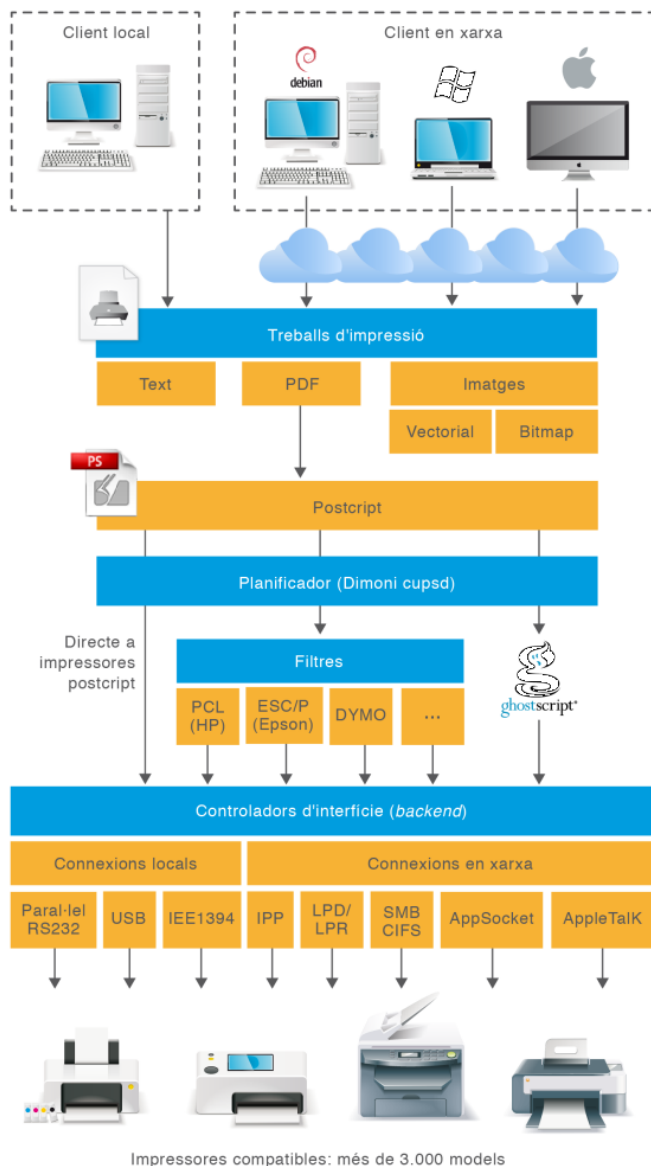 Client local
Client en xarxa
debian
Treballs d'impressió
Text
PDF
Imatges
Vectorial
Bitmap
PS
Postcript
Planificador (Dimoni cupsd)
Directe a
impressores
postcript
Filtres
PCL
(HP)
ESC/P
(Epson)
DYMO
...
ghostscript®
Controladors d'interfície (backend)
Connexions locals
Connexions en xarxa
Paral·lel
RS232
USB
IEE1394
IPP
LPD/
LPR
SMB
CIFS
AppSocket
AppleTalK
Impressores compatibles: més de 3.000 models